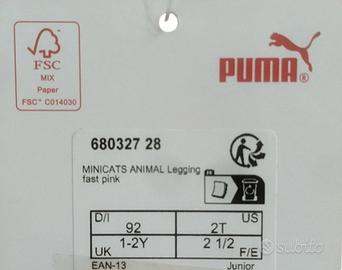 FSC
MIX
Paper
FSC™ C014030
PUMA®
680327 28
MINICATS ANIMAL Legging
fast pink
FR
D/I 92 2T US
UK 1-2Y 2 1/2 F/E
EAN-13 Junior
subito